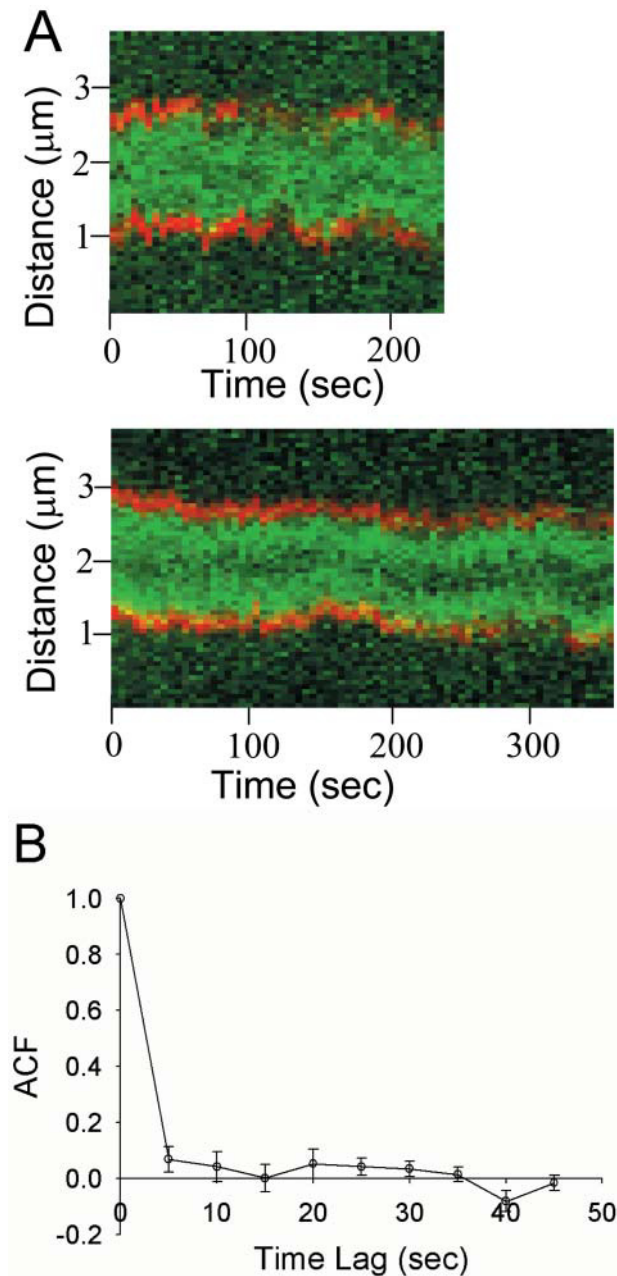 A
3
2
1
Distance (μm)
0 100 200
Time (sec)
3
2
1
Distance (μm)
0 100 200 300
Time (sec)
B
1.0
0.8
0.6
0.4
0.2
0.0
-0.2
ACF
0 10 20 30 40 50
Time Lag (sec)